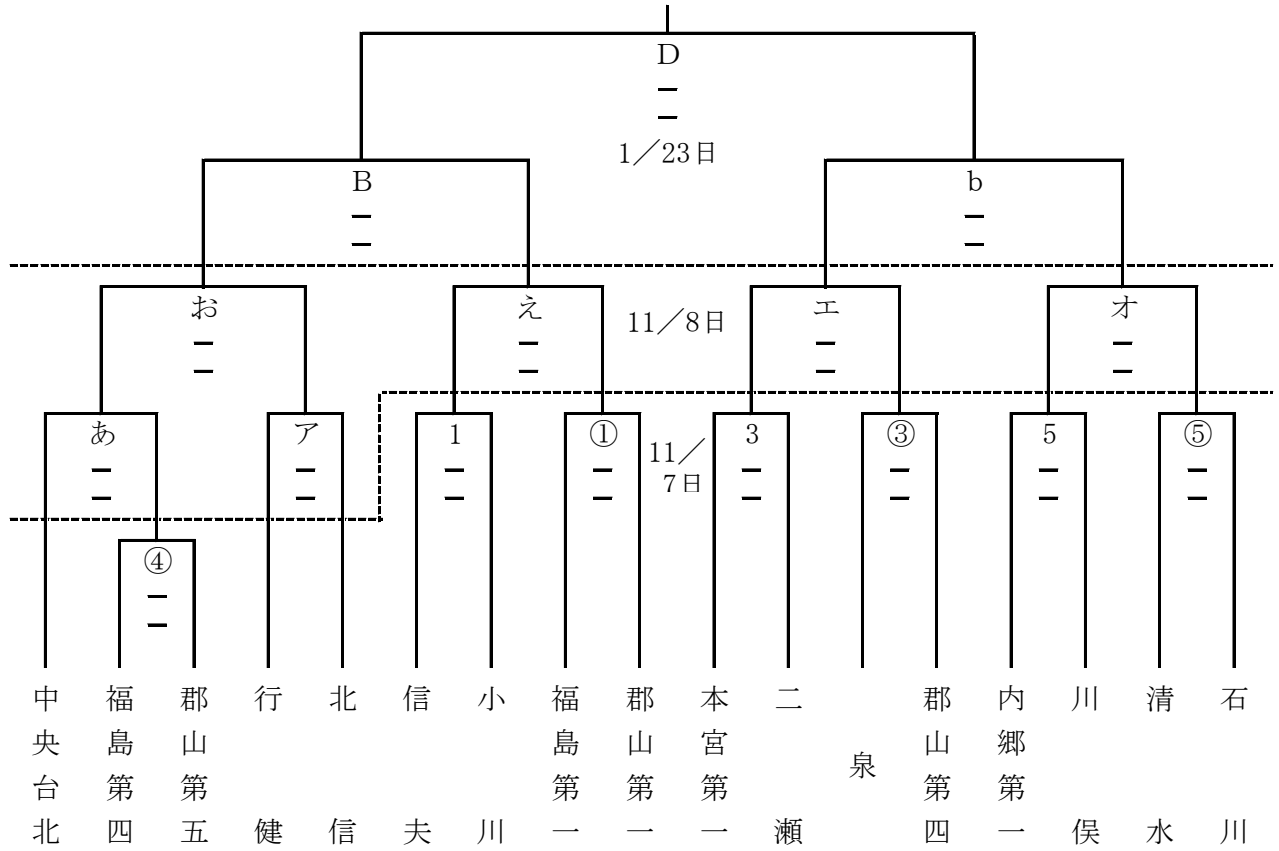 D
－
－
1／23日
B
－
－
b
－
－
お
－
－
え
－
－
11／8日
エ
－
－
オ
－
－
あ
－
－
ア
－
－
1
－
－
①
－
－
11／
7日
3
－
－
③
－
－
5
－
－
⑤
－
－
④
－
－
中央台北
福島第四
郡山第五
行健
北信
信夫
小川
福島第一
郡山第一
本宮第一
二瀬
泉
郡山第四
内郷第一
川俣
清水
石川